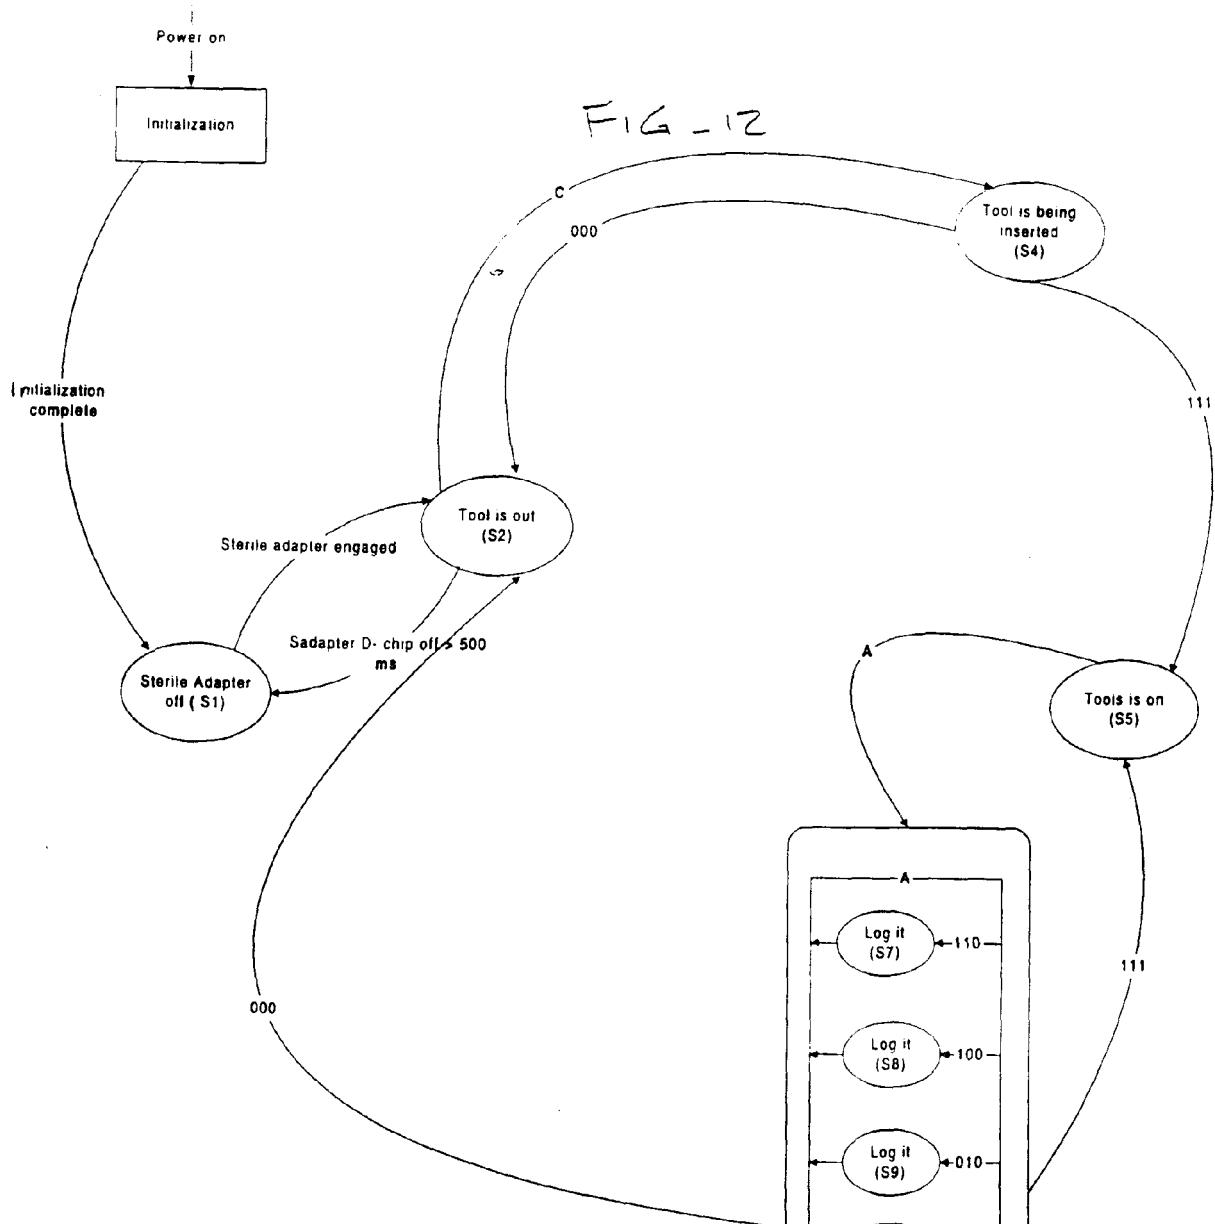 Power on
Initialization
FIG-12
C
000
Tool is being
inserted
(S4)
Initialization
complete
111
Tool is out
(S2)
Sterile adapter engaged
Sadapter D- chip off > 500
ms
Sterile Adapter
off ( S1)
A
Tools is on
(S5)
A
Log it
(S7)
110
111
000
Log it
(S8)
100
Log it
(S9)
010